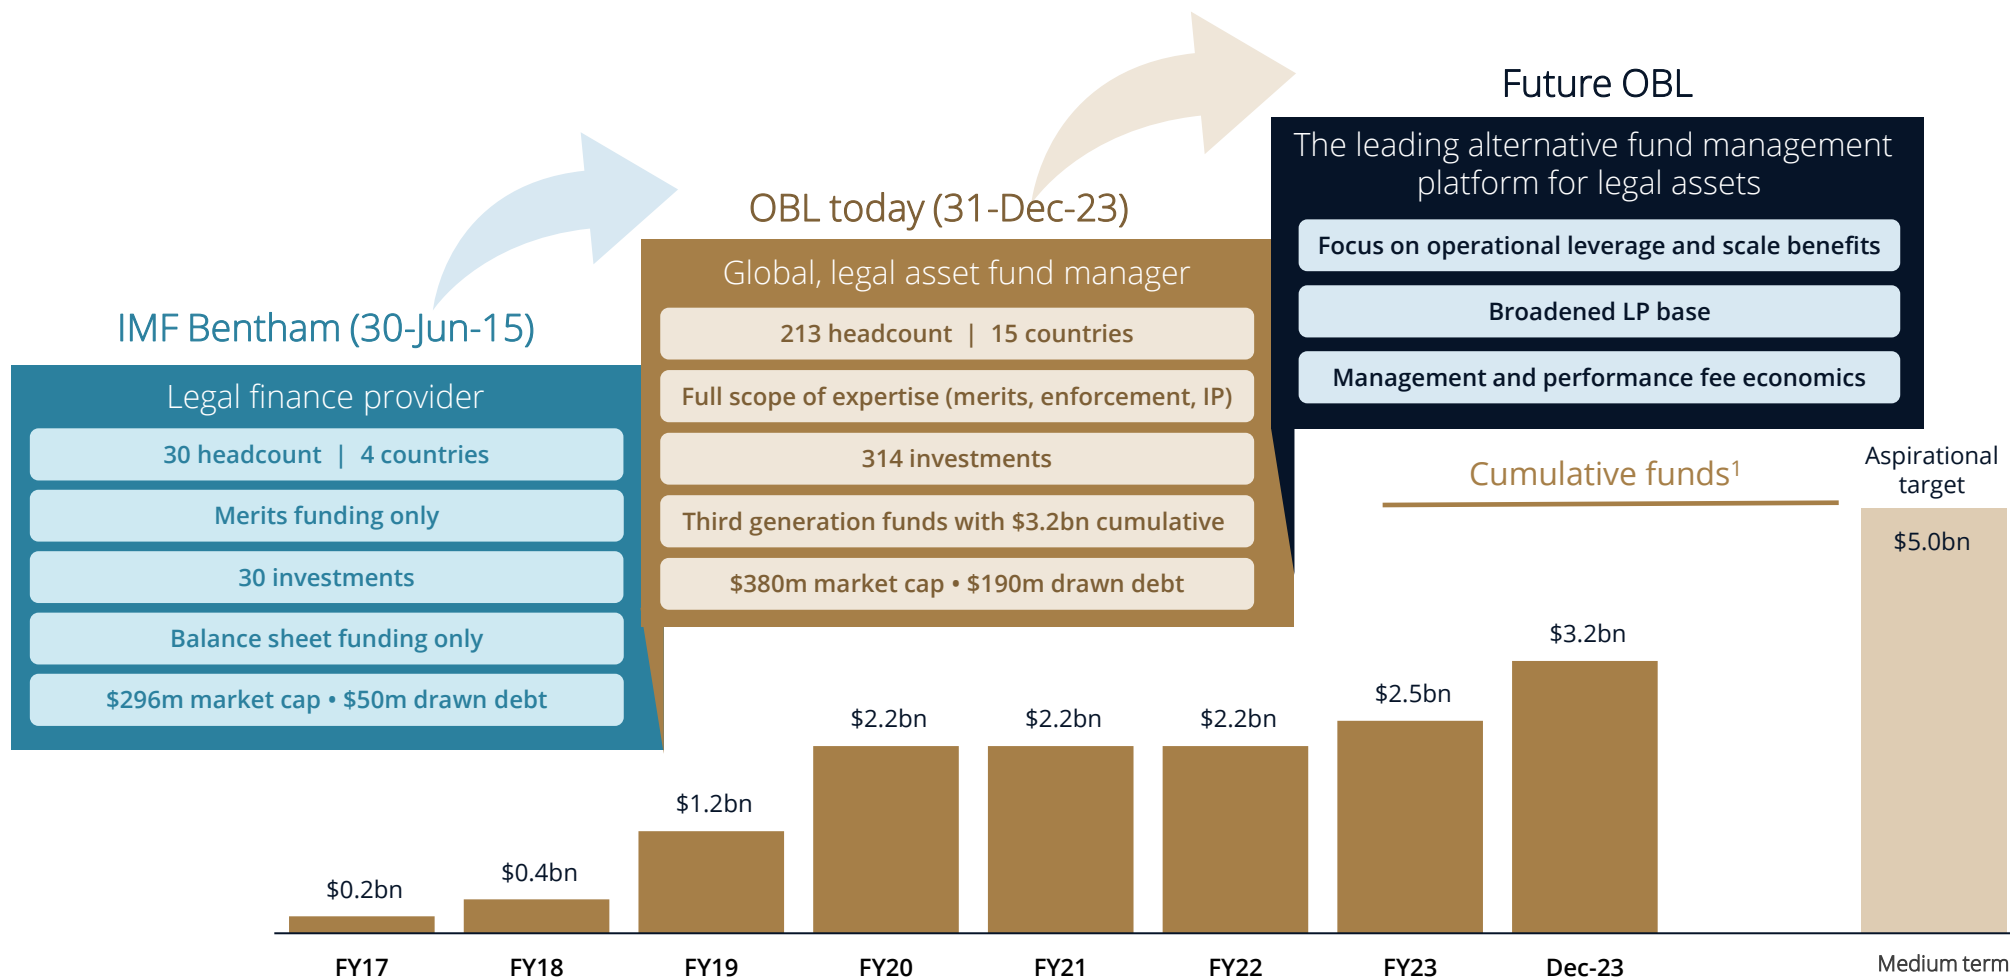 IMF Bentham (30-Jun-15)
Legal finance provider
30 headcount | 4 countries
Merits funding only
30 investments
Balance sheet funding only
$296m market cap • $50m drawn debt
OBL today (31-Dec-23)
Global, legal asset fund manager
213 headcount | 15 countries
Full scope of expertise (merits, enforcement, IP)
314 investments
Third generation funds with $3.2bn cumulative
$380m market cap • $190m drawn debt
Future OBL
The leading alternative fund management
platform for legal assets
Focus on operational leverage and scale benefits
Broadened LP base
Management and performance fee economics
Cumulative funds¹
Aspirational
target
$5.0bn
$3.2bn
$2.5bn
$2.2bn
$2.2bn
$2.2bn
$1.2bn
$0.4bn
$0.2bn
FY17
FY18
FY19
FY20
FY21
FY22
FY23
Dec-23
Medium term